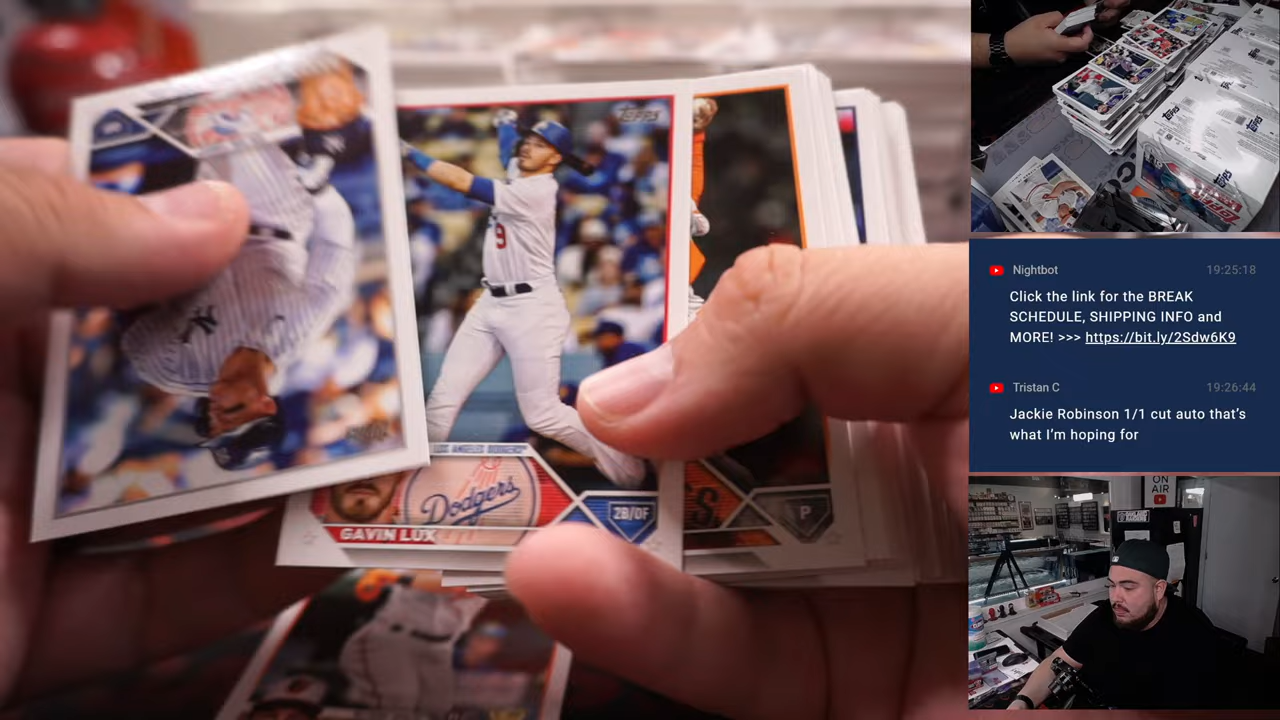 TOPPS
9
Dodgers
2B/OF
GAVIN LUX
P
Nightbot
19:25:18
Click the link for the BREAK
SCHEDULE, SHIPPING INFO and
MORE! >>> https://bit.ly/2Sdw6K9
Tristan C
19:26:44
Jackie Robinson 1/1 cut auto that's
what I'm hoping for
ON
AIR